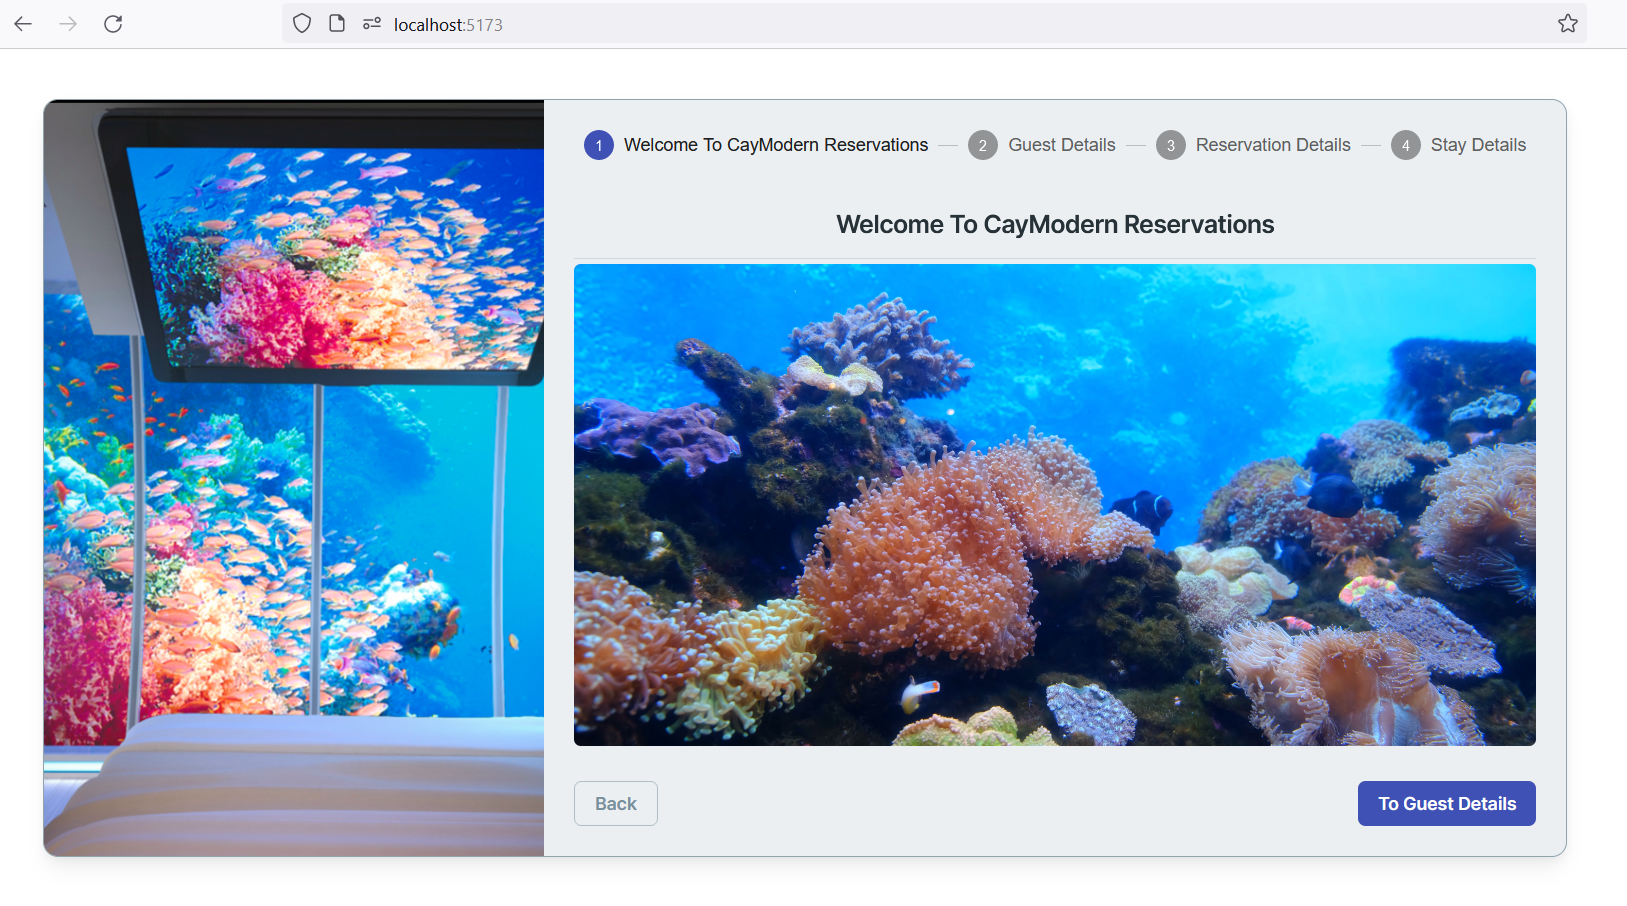 localhost:5173
1 Welcome To CayModern Reservations 2 Guest Details 3 Reservation Details 4 Stay Details
Welcome To CayModern Reservations
Back To Guest Details